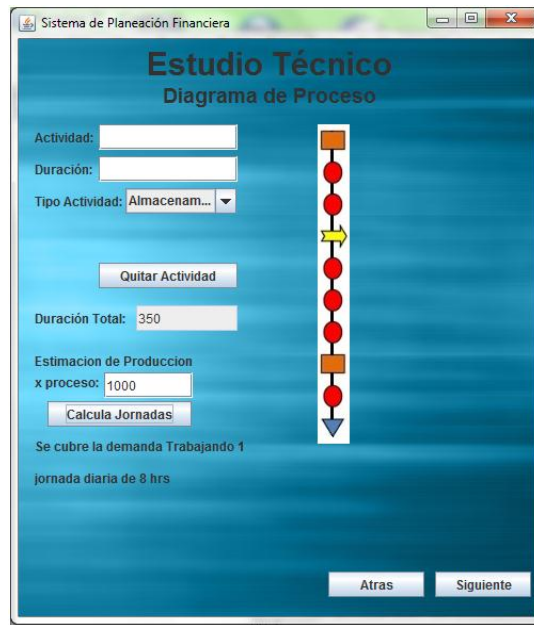 Sistema de Planeación Financiera
Estudio Técnico
Diagrama de Proceso
Actividad:
Duración:
Tipo Actividad: Almacenam...
Quitar Actividad
Duración Total: 350
Estimacion de Produccion
x proceso: 1000
Calcula Jornadas
Se cubre la demanda Trabajando 1
jornada diaria de 8 hrs
Atras Siguiente